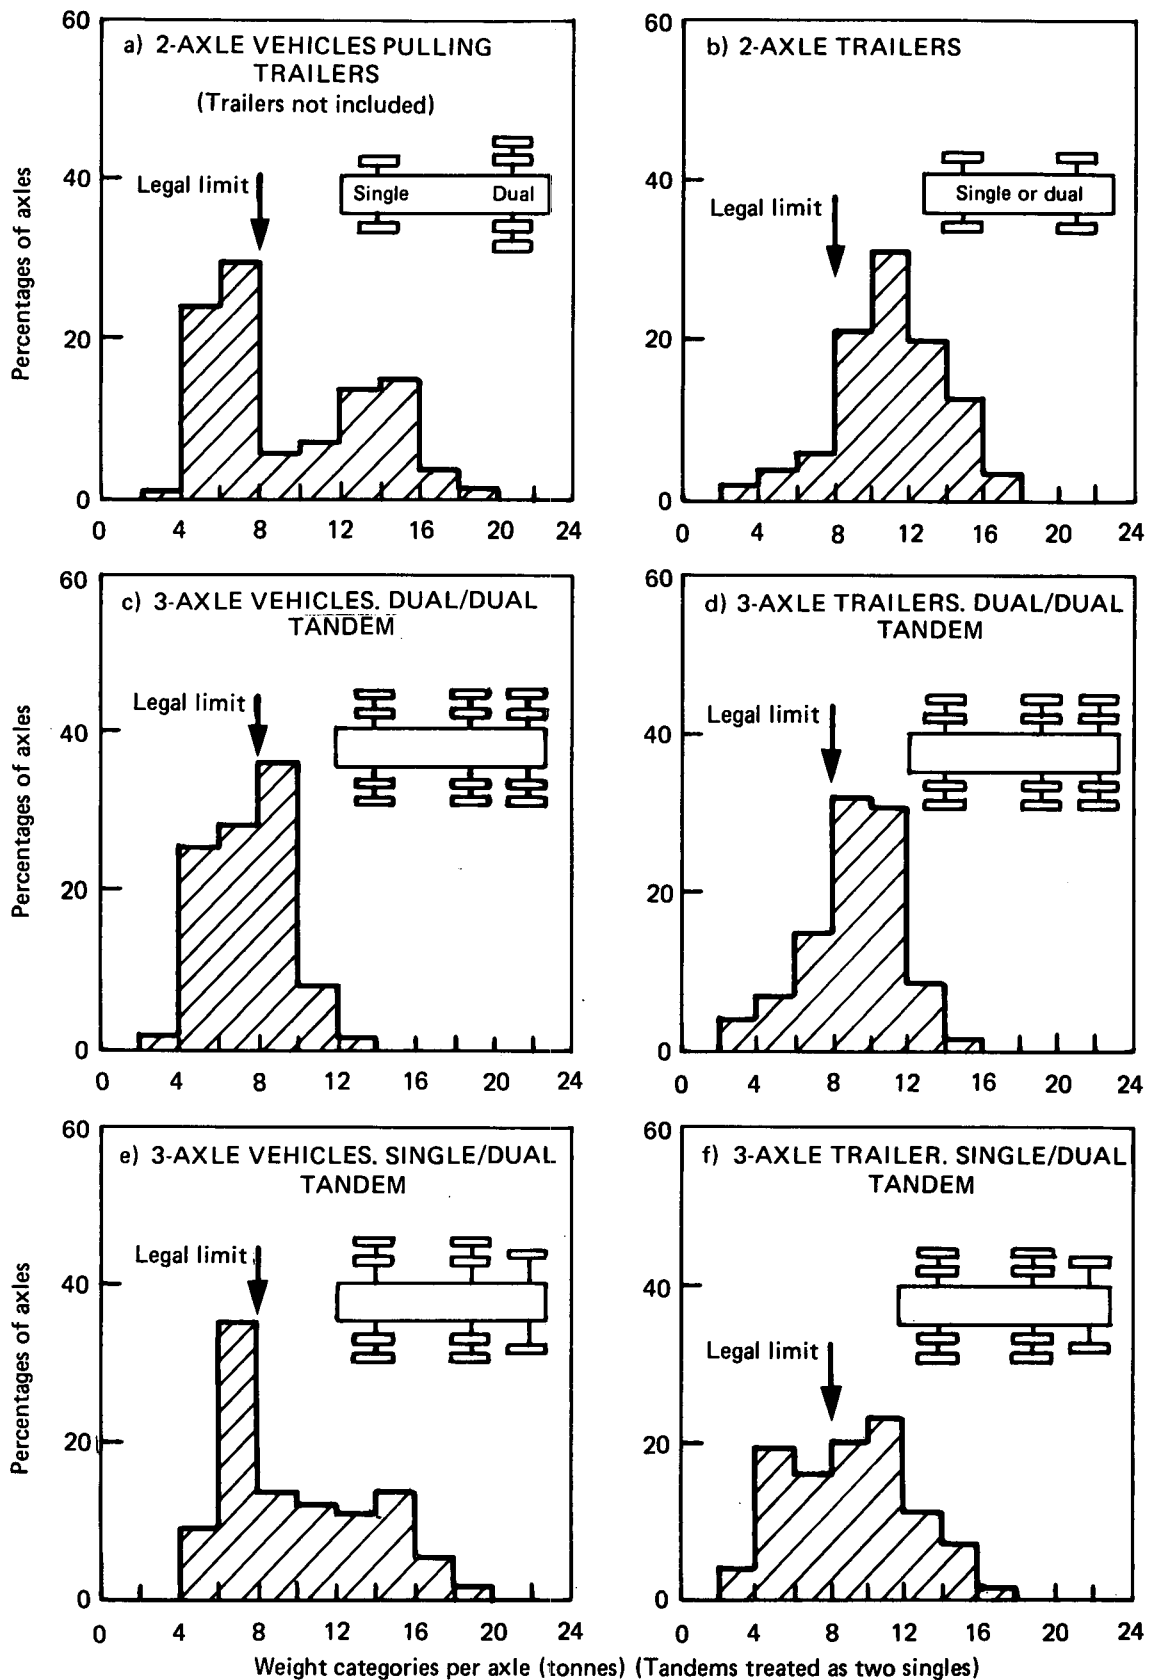 60
a) 2-AXLE VEHICLES PULLING
TRAILERS
(Trailers not included)
Legal limit
Single
Dual
Percentages of axles
40
20
0
0 4 8 12 16 20 24
60
b) 2-AXLE TRAILERS
Legal limit
Single or dual
40
20
0
0 4 8 12 16 20 24
60
c) 3-AXLE VEHICLES. DUAL/DUAL
TANDEM
Legal limit
Percentages of axles
40
20
0
0 4 8 12 16 20 24
60
d) 3-AXLE TRAILERS. DUAL/DUAL
TANDEM
Legal limit
40
20
0
0 4 8 12 16 20 24
60
e) 3-AXLE VEHICLES. SINGLE/DUAL
TANDEM
Legal limit
Percentages of axles
40
20
0
0 4 8 12 16 20 24
60
f) 3-AXLE TRAILER. SINGLE/DUAL
TANDEM
Legal limit
40
20
0
0 4 8 12 16 20 24
Weight categories per axle (tonnes) (Tandems treated as two singles)